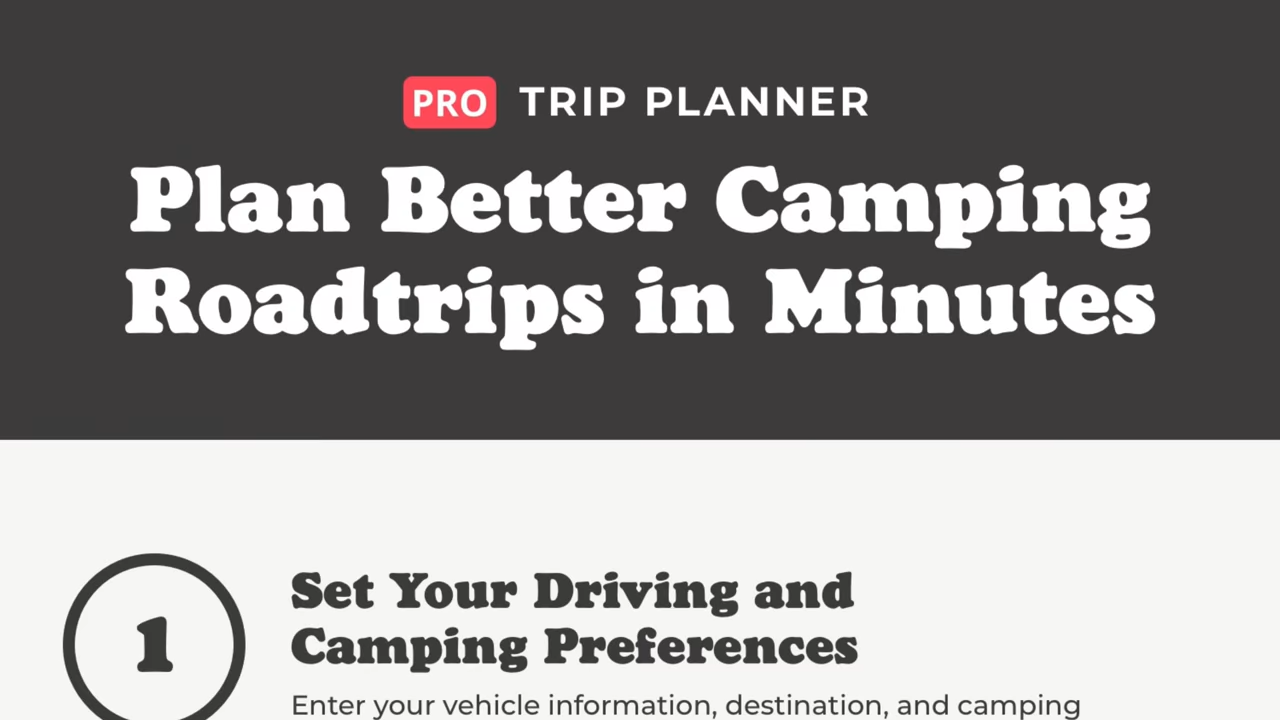 PRO TRIP PLANNER
Plan Better Camping
Roadtrips in Minutes
1
Set Your Driving and
Camping Preferences
Enter your vehicle information, destination, and camping